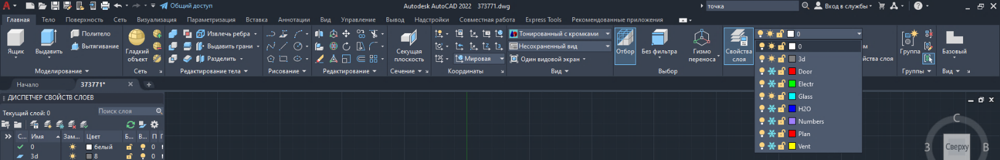 Общий доступ
Autodesk AutoCAD 2022 373771.dwg
точка
Вход в службы
Главная Тело Поверхность Сеть Визуализация Параметризация Вставка Аннотации Вид Управление Вывод Надстройки Совместная работа Express Tools Рекомендованные приложения
Ящик
Выдавить
Политело
Вытягивание
Моделирование
Гладкий
объект
Сеть
Извлечь ребра
Выдавить грани
Разделить
Редактирование тела
Рисование
Редактирование
Секущая
плоскость
Сечение
Мировая
Координаты
Тонированный с кромками
Несохраненный вид
Один видовой экран
Вид
Отбор
Без фильтра
Гизмо
переноса
Выбор
Свойства
слоя
0
0
3d
Door
Electr
Glass
H2O
Numbers
Plan
Vent
м
йства слоя
Группа
Группы
Базовый
Вид
Начало
373771*
ДИСПЕТЧЕР СВОЙСТВ СЛОЕВ
Текущий слой: 0
Поиск слоя
С... Имя Зам... Цвет Б... В... П
0 белый 0
3d 8 0
С
З Сверху В